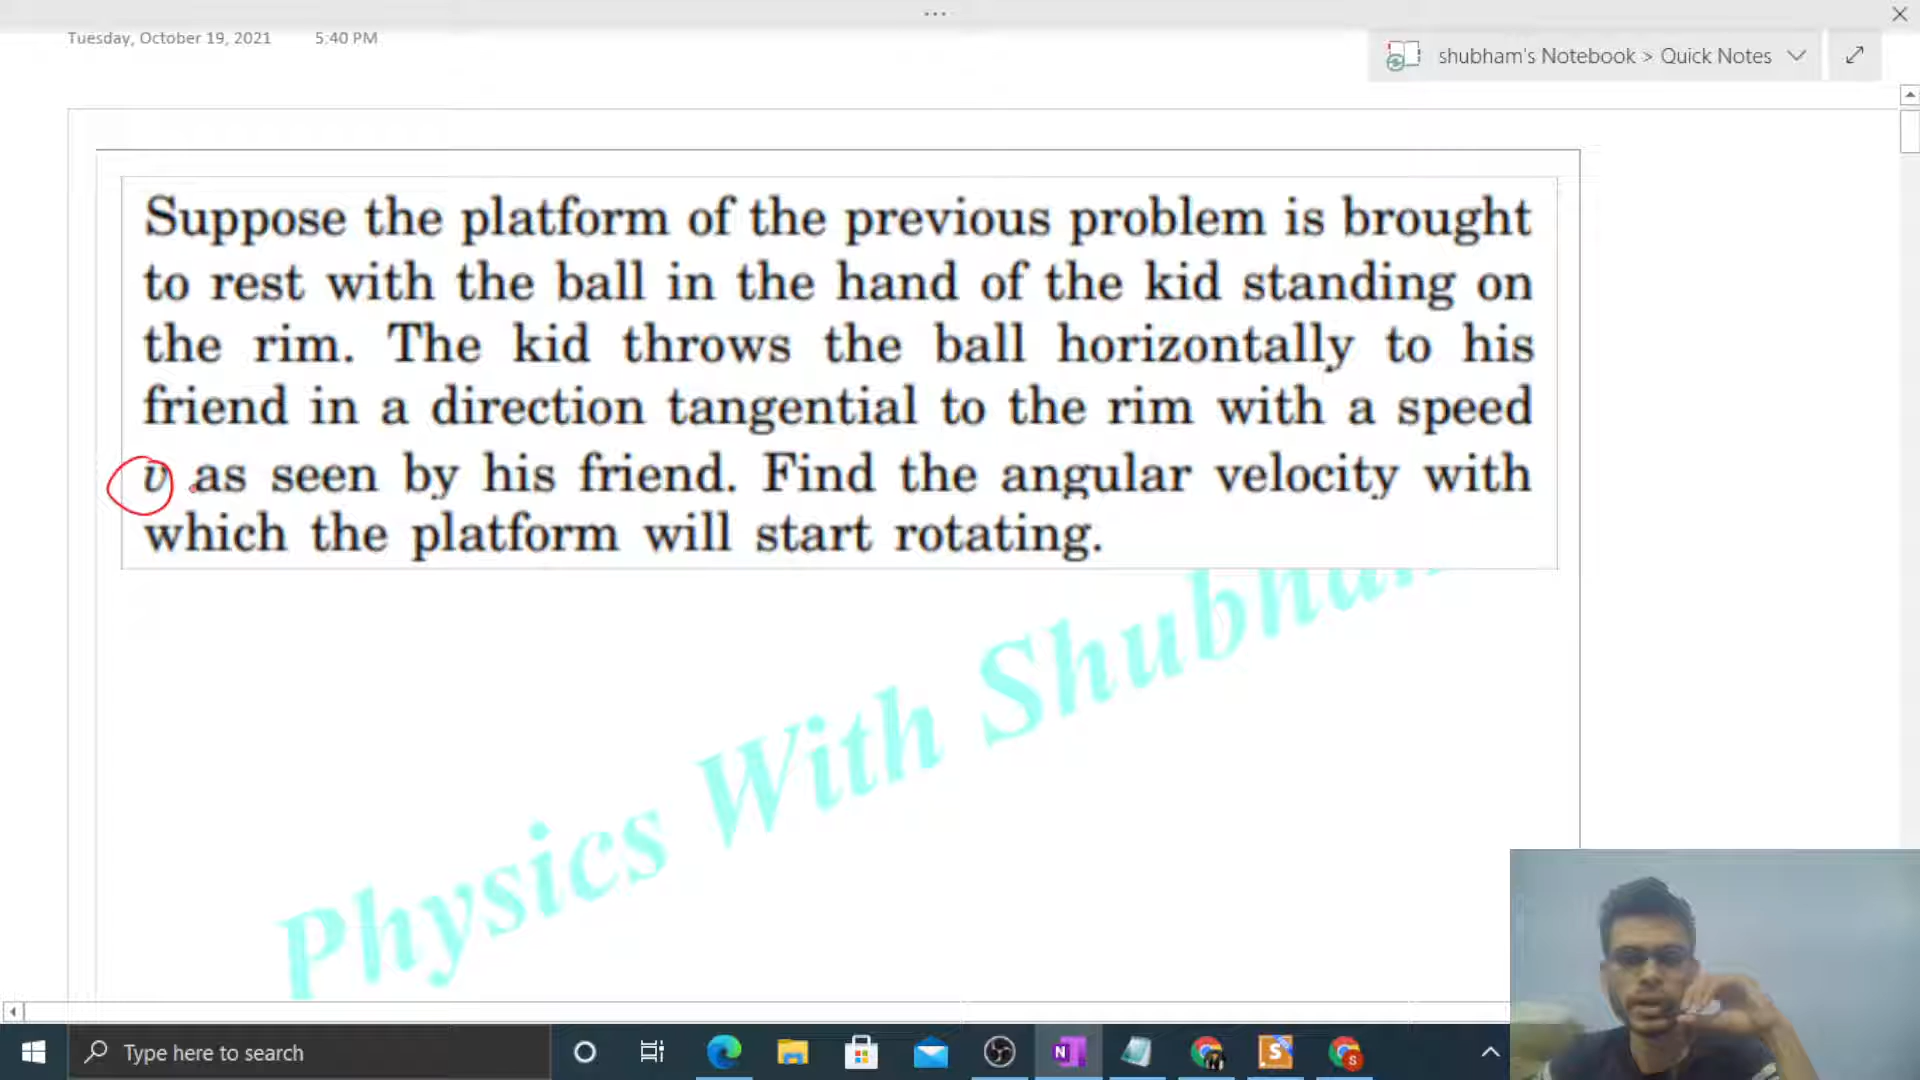 Tuesday, October 19, 2021 5:40 PM
shubham's Notebook > Quick Notes
Suppose the platform of the previous problem is brought
to rest with the ball in the hand of the kid standing on
the rim. The kid throws the ball horizontally to his
friend in a direction tangential to the rim with a speed
v as seen by his friend. Find the angular velocity with
which the platform will start rotating.
Physics With Shubham
Type here to search